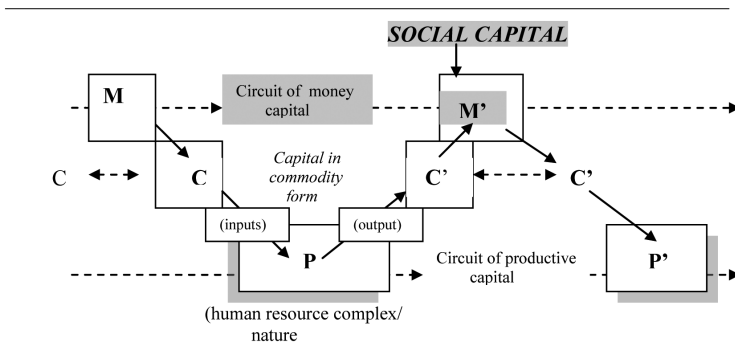 SOCIAL CAPITAL
M
Circuit of money
capital
M’
C
C
Capital in
commodity
form
C’
C’
(inputs)
(output)
P
Circuit of productive
capital
P’
(human resource complex/
nature